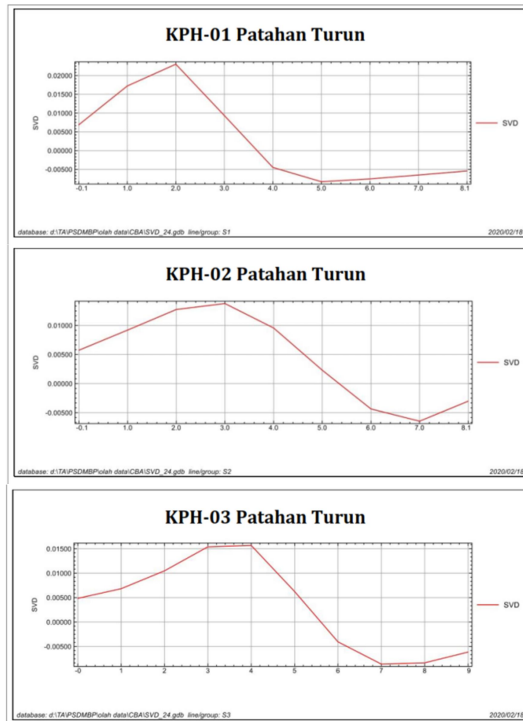 KPH-01 Patahan Turun
0.02000
0.01500
0.01000
0.00500
0.00000
-0.00500
SVD
SVD
-0.1 1.0 2.0 3.0 4.0 5.0 6.0 7.0 8.1
database: d:\TA\PSDMBP\olah data\CBA\SVD_24.gdb line/group: S1 2020/02/18
KPH-02 Patahan Turun
0.01000
0.00500
0.00000
-0.00500
SVD
SVD
-0.1 1.0 2.0 3.0 4.0 5.0 6.0 7.0 8.1
database: d:\TA\PSDMBP\olah data\CBA\SVD_24.gdb line/group: S2 2020/02/18
KPH-03 Patahan Turun
0.01500
0.01000
0.00500
0.00000
-0.00500
SVD
SVD
-0 1 2 3 4 5 6 7 8 9
database: d:\TA\PSDMBP\olah data\CBA\SVD_24.gdb line/group: S3 2020/02/18